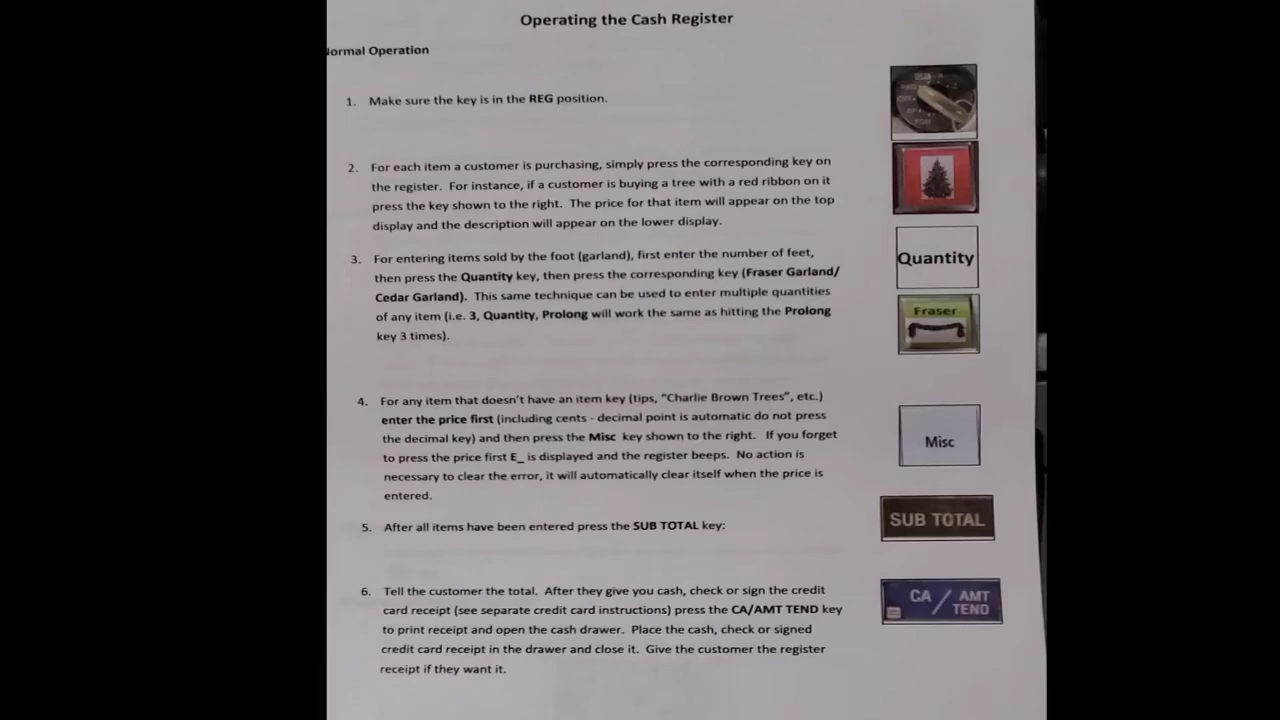 Operating the Cash Register
Normal Operation
1. Make sure the key is in the REG position.
2. For each item a customer is purchasing, simply press the corresponding key on
the register. For instance, if a customer is buying a tree with a red ribbon on it
press the key shown to the right. The price for that item will appear on the top
display and the description will appear on the lower display.
3. For entering items sold by the foot (garland), first enter the number of feet,
then press the Quantity key, then press the corresponding key (Fraser Garland/
Cedar Garland). This same technique can be used to enter multiple quantities
of any item (i.e. 3, Quantity, Prolong will work the same as hitting the Prolong
key 3 times).
Quantity
Fraser
4. For any item that doesn't have an item key (tips, "Charlie Brown Trees", etc.)
enter the price first (including cents - decimal point is automatic do not press
the decimal key) and then press the Misc key shown to the right. If you forget
to press the price first E_ is displayed and the register beeps. No action is
necessary to clear the error, it will automatically clear itself when the price is
entered.
Misc
5. After all items have been entered press the SUB TOTAL key:
SUB TOTAL
6. Tell the customer the total. After they give you cash, check or sign the credit
card receipt (see separate credit card instructions) press the CA/AMT TEND key
to print receipt and open the cash drawer. Place the cash, check or signed
credit card receipt in the drawer and close it. Give the customer the register
receipt if they want it.
CA / AMT
TEND